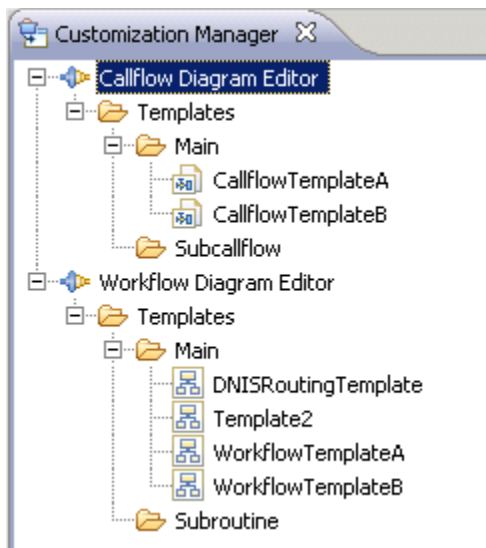 Customization Manager
Callflow Diagram Editor
Templates
Main
CallflowTemplateA
CallflowTemplateB
Subcallflow
Workflow Diagram Editor
Templates
Main
DNISRoutingTemplate
Template2
WorkflowTemplateA
WorkflowTemplateB
Subroutine